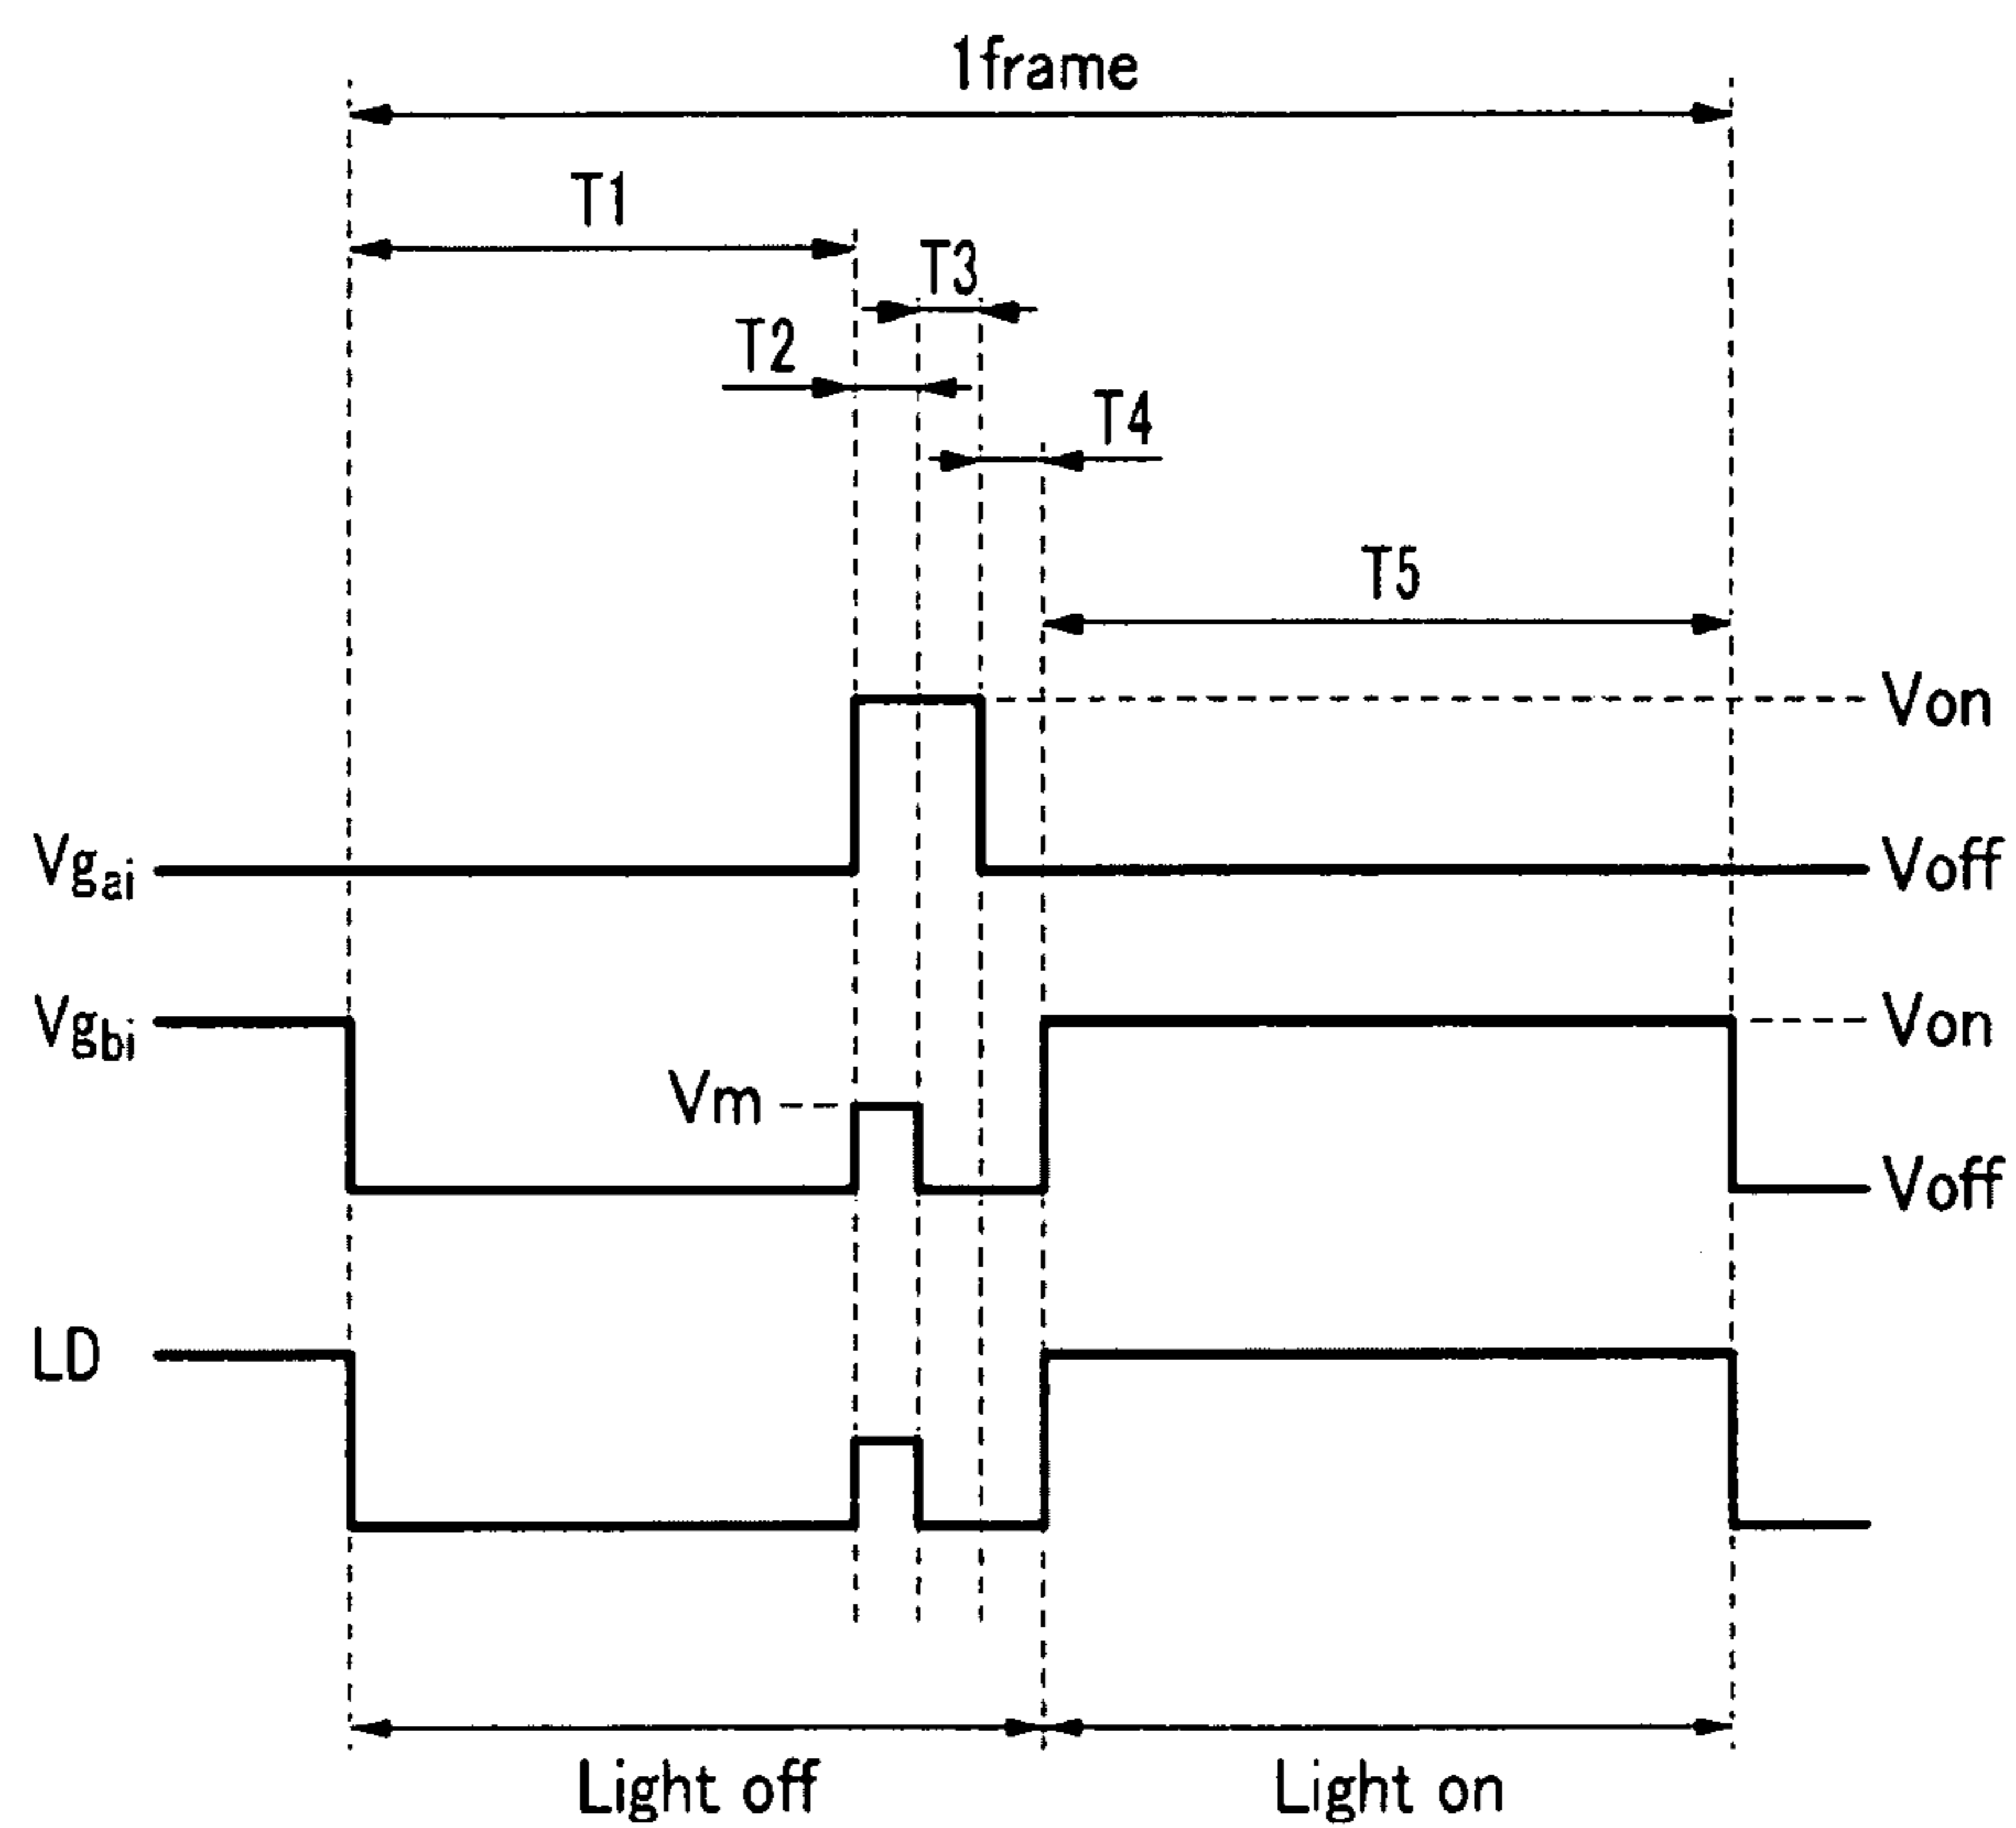 1frame
T1
T3
T2
T4
T5
Von
Vgai
Voff
Vgbi
Von
Vm
Voff
LD
Light off
Light on